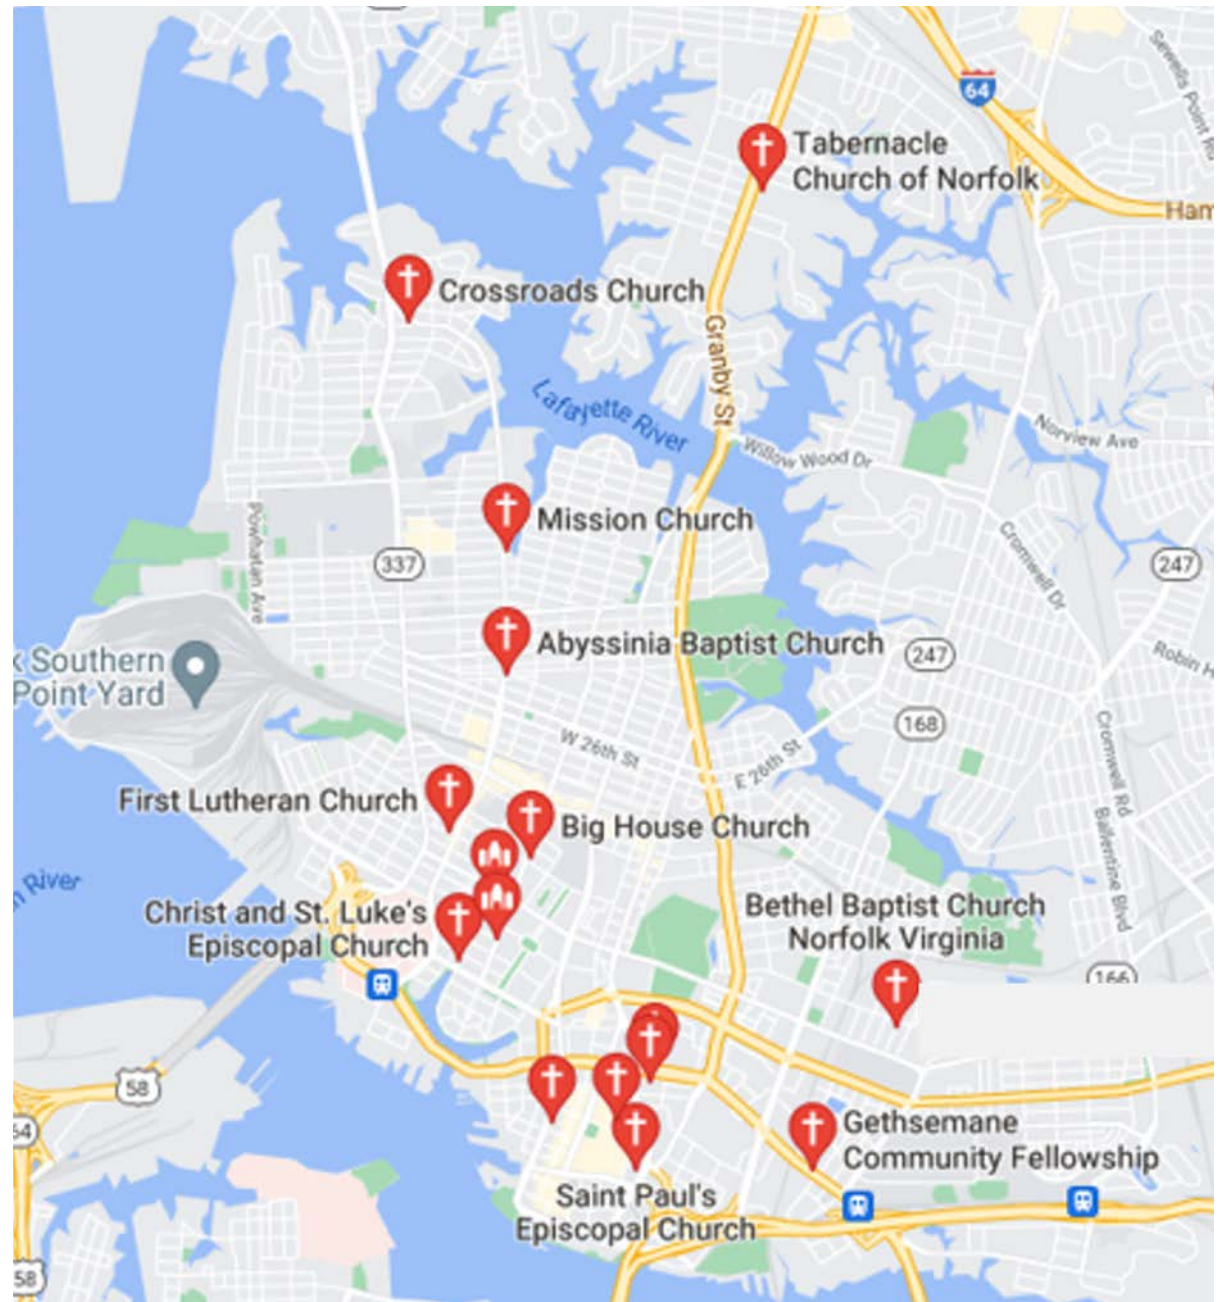 64
Sewells Point Rd
Tabernacle
Church of Norfolk
Ham
Crossroads Church
Granby St
Lafayette River
Norview Ave
Willow Wood Dr
Mission Church
Powhatan Ave
337
Cromwell Dr
247
Abyssinia Baptist Church
247
k Southern
Point Yard
Robin H
168
W 26th St
E 26th St
Cromwell Rd
First Lutheran Church
Big House Church
Ballentine Blvd
n River
Christ and St. Luke's
Episcopal Church
Bethel Baptist Church
Norfolk Virginia
166
58
64
Gethsemane
Community Fellowship
Saint Paul's
Episcopal Church
58